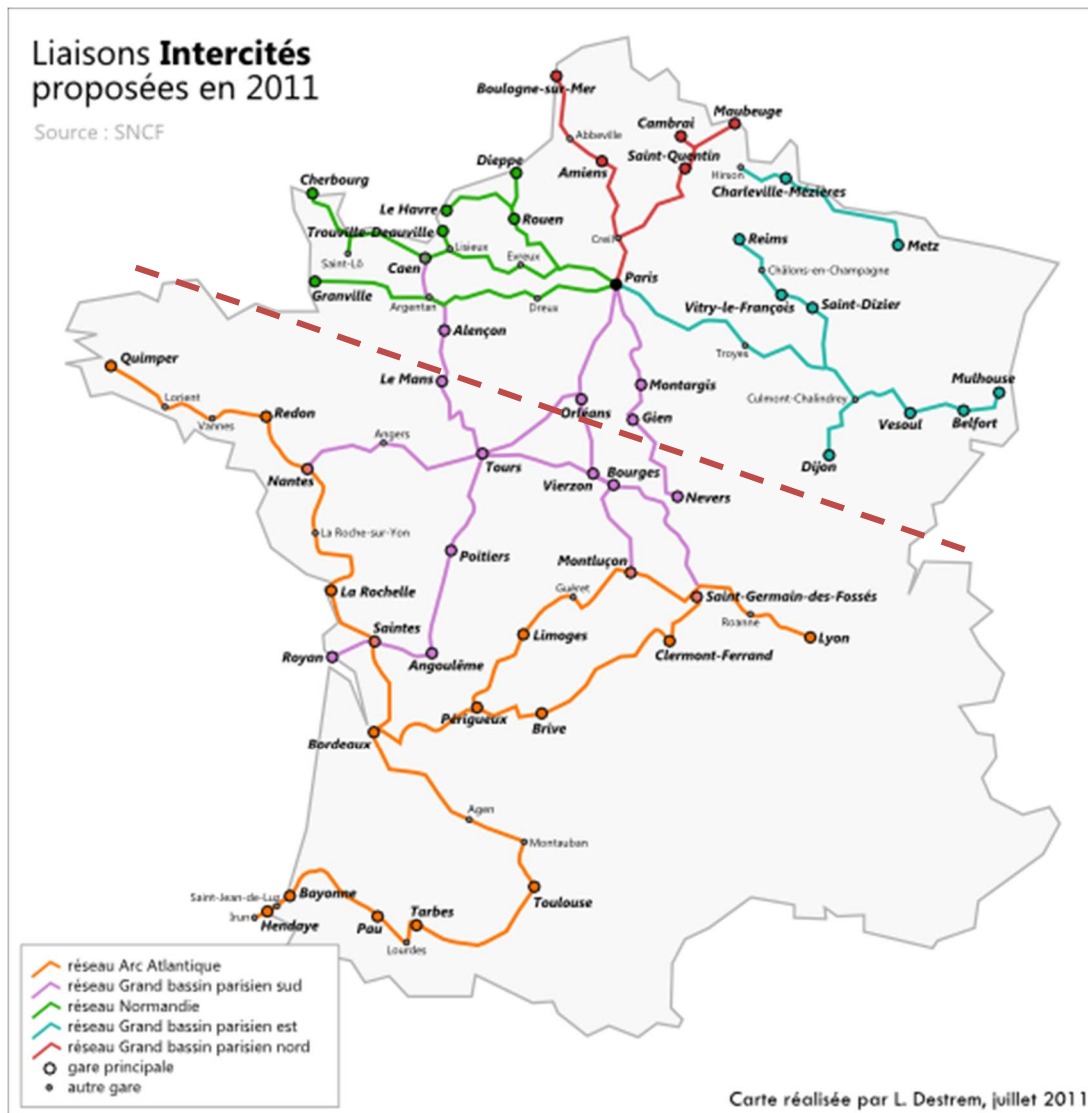 Liaisons Intercités
proposées en 2011
Source : SNCF
Boulogne-sur-Mer
Maubeuge
Cambrai
Abbeville
Saint-Quentin
Dieppe
Amiens
Hirson
Charleville-Mézières
Cherbourg
Le Havre
Rouen
Trouville-Deauville
Creil
Reims
Metz
Lisieux
Saint-Lô
Caen
Evreux
Châlons-en-Champagne
Paris
Granville
Argentan
Dreux
Vitry-le-François
Saint-Dizier
Alençon
Troyes
Quimper
Le Mans
Montargis
Mulhouse
Lorient
Vannes
Redon
Orléans
Gien
Culmont-Chalindrey
Vesoul
Belfort
Angers
Tours
Dijon
Nantes
Vierzon
Bourges
Nevers
La Roche-sur-Yon
Poitiers
Montluçon
Guéret
La Rochelle
Saint-Germain-des-Fossés
Roanne
Saintes
Limoges
Lyon
Royan
Angoulême
Clermont-Ferrand
Périgueux
Brive
Bordeaux
Agen
Montauban
Saint-Jean-de-Luz
Bayonne
Toulouse
Irun
Hendaye
Pau
Tarbes
Lourdes
réseau Arc Atlantique
réseau Grand bassin parisien sud
réseau Normandie
réseau Grand bassin parisien est
réseau Grand bassin parisien nord
gare principale
autre gare
Carte réalisée par L. Destrem, juillet 2011